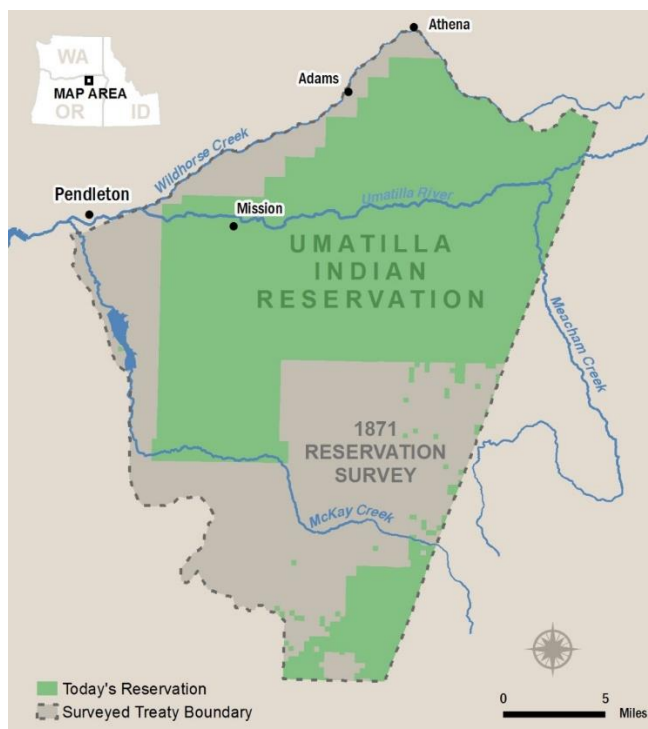 Athena
WA
MAP AREA
OR
ID
Adams
Wildhorse Creek
Pendleton
Umatilla River
Mission
UMATILLA
INDIAN
RESERVATION
Meacham Creek
1871
RESERVATION
SURVEY
McKay Creek
Today's Reservation
Surveyed Treaty Boundary
0
5
Miles